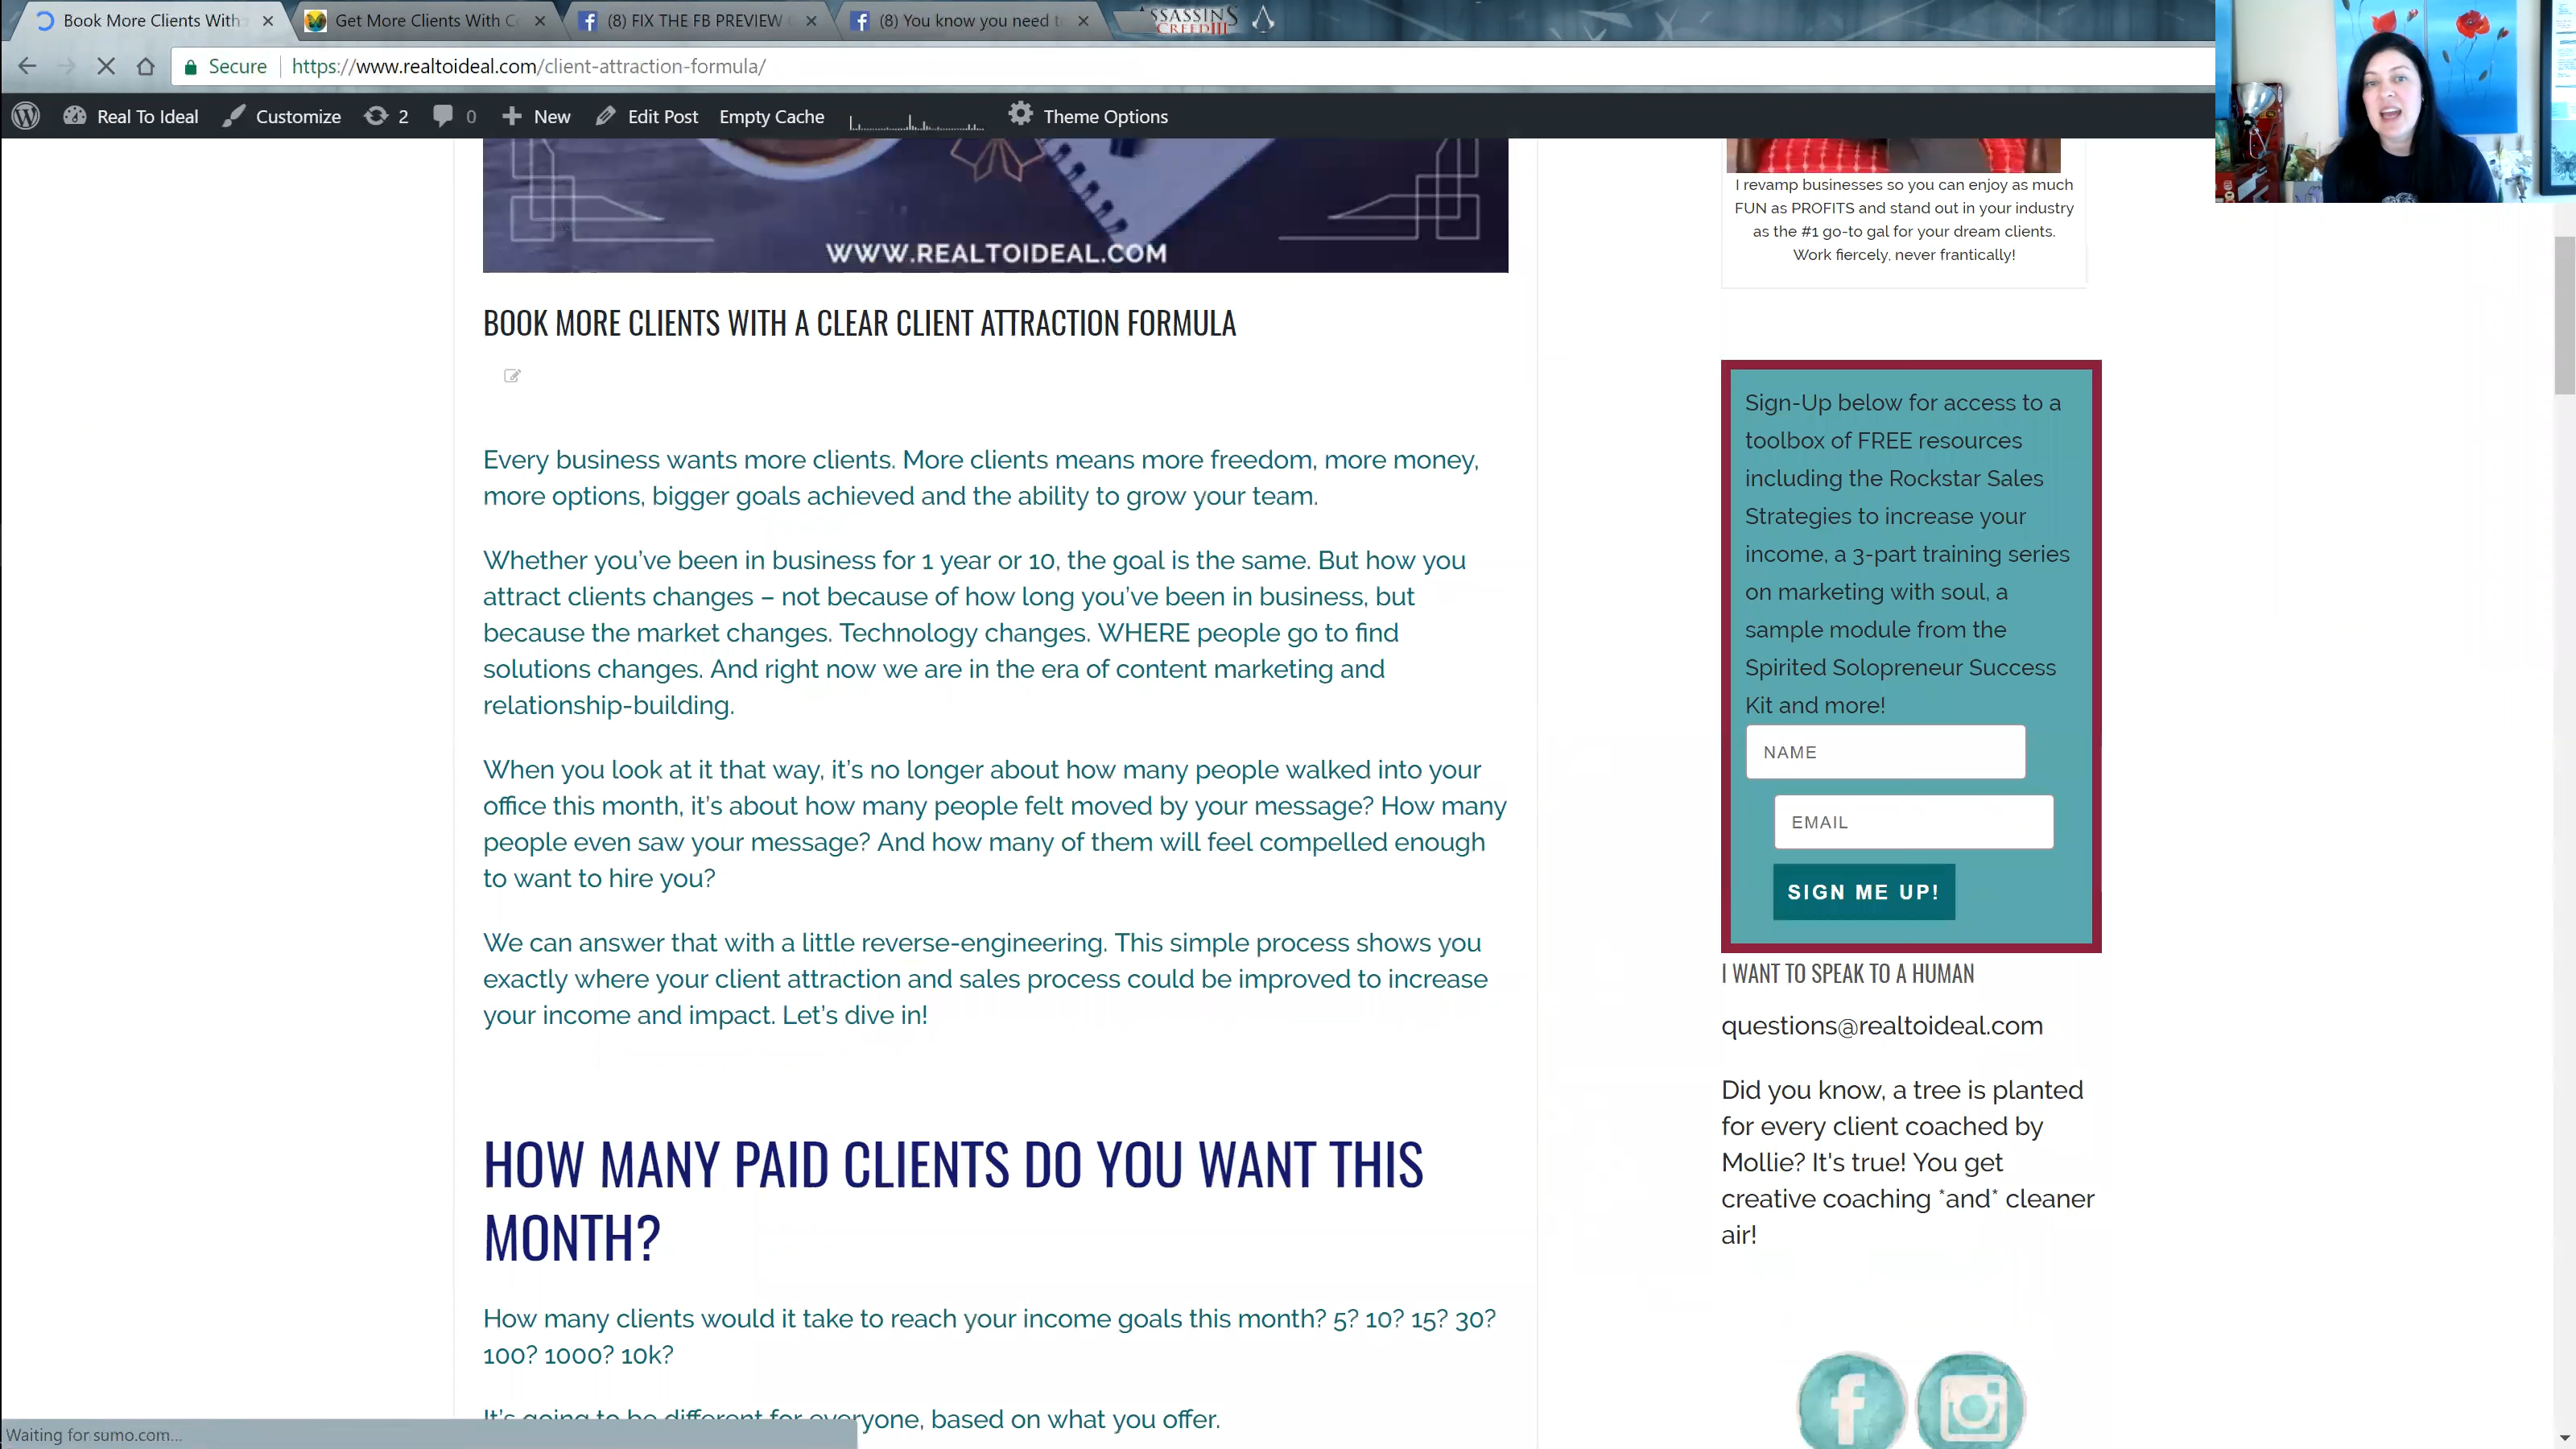 Book More Clients With
Get More Clients With Co
(8) FIX THE FB PREVIEW
(8) You know you need to
ASSASSIN'S
CREED III
Secure
https://www.realtoideal.com/client-attraction-formula/
Real To Ideal
Customize
2
0
New
Edit Post
Empty Cache
Theme Options
WWW.REALTOIDEAL.COM
BOOK MORE CLIENTS WITH A CLEAR CLIENT ATTRACTION FORMULA
Every business wants more clients. More clients means more freedom, more money,
more options, bigger goals achieved and the ability to grow your team.
Whether you've been in business for 1 year or 10, the goal is the same. But how you
attract clients changes – not because of how long you've been in business, but
because the market changes. Technology changes. WHERE people go to find
solutions changes. And right now we are in the era of content marketing and
relationship-building.
When you look at it that way, it's no longer about how many people walked into your
office this month, it's about how many people felt moved by your message? How many
people even saw your message? And how many of them will feel compelled enough
to want to hire you?
We can answer that with a little reverse-engineering. This simple process shows you
exactly where your client attraction and sales process could be improved to increase
your income and impact. Let's dive in!
HOW MANY PAID CLIENTS DO YOU WANT THIS
MONTH?
How many clients would it take to reach your income goals this month? 5? 10? 15? 30?
100? 1000? 10k?
It's going to be different for everyone, based on what you offer.
Waiting for sumo.com...
I revamp businesses so you can enjoy as much
FUN as PROFITS and stand out in your industry
as the #1 go-to gal for your dream clients.
Work fiercely, never frantically!
Sign-Up below for access to a
toolbox of FREE resources
including the Rockstar Sales
Strategies to increase your
income, a 3-part training series
on marketing with soul, a
sample module from the
Spirited Solopreneur Success
Kit and more!
NAME
EMAIL
SIGN ME UP!
I WANT TO SPEAK TO A HUMAN
questions@realtoideal.com
Did you know, a tree is planted
for every client coached by
Mollie? It's true! You get
creative coaching *and* cleaner
air!